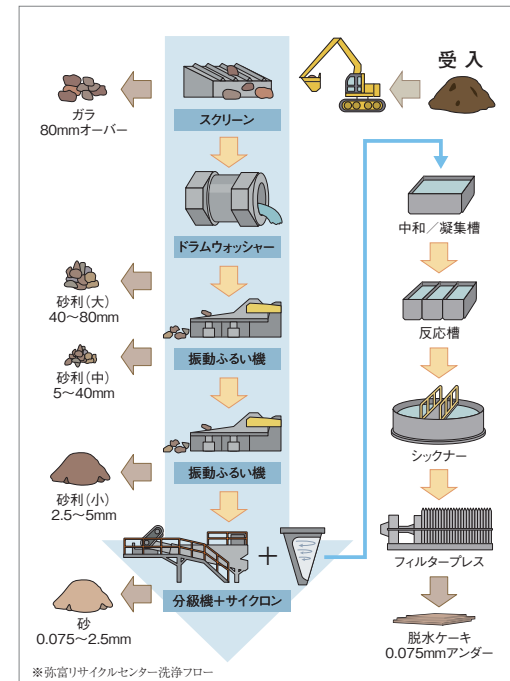 受入
スクリーン
ガラ
80mmオーバー
ドラムウォッシャー
砂利(大)
40〜80mm
振動ふるい機
砂利(中)
5〜40mm
振動ふるい機
砂利(小)
2.5〜5mm
分級機+サイクロン
砂
0.075〜2.5mm
中和/凝集槽
反応槽
シックナー
フィルタープレス
脱水ケーキ
0.075mmアンダー
※弥富リサイクルセンター洗浄フロー